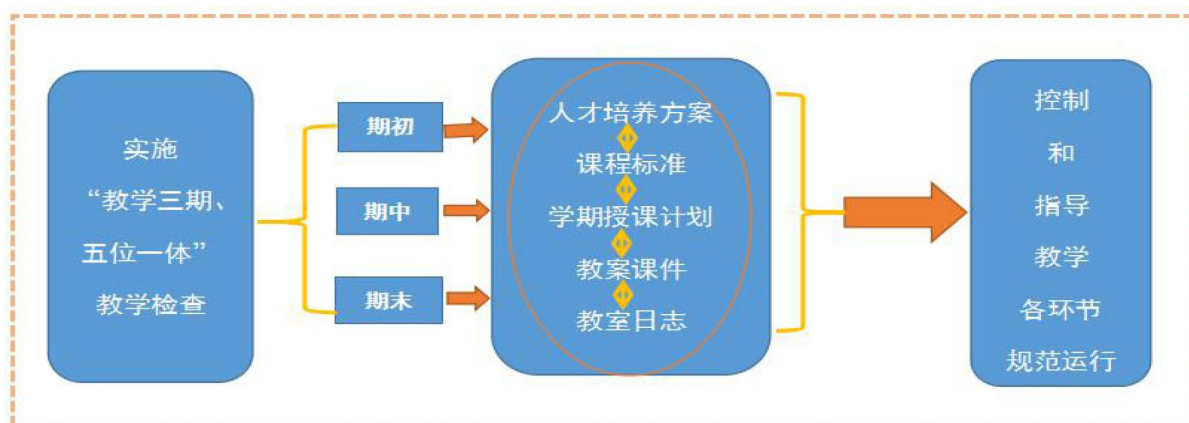 实施
“教学三期、
五位一体”
教学检查
期初
期中
期末
人才培养方案
课程标准
学期授课计划
教案课件
教室日志
控制
和
指导
教学
各环节
规范运行